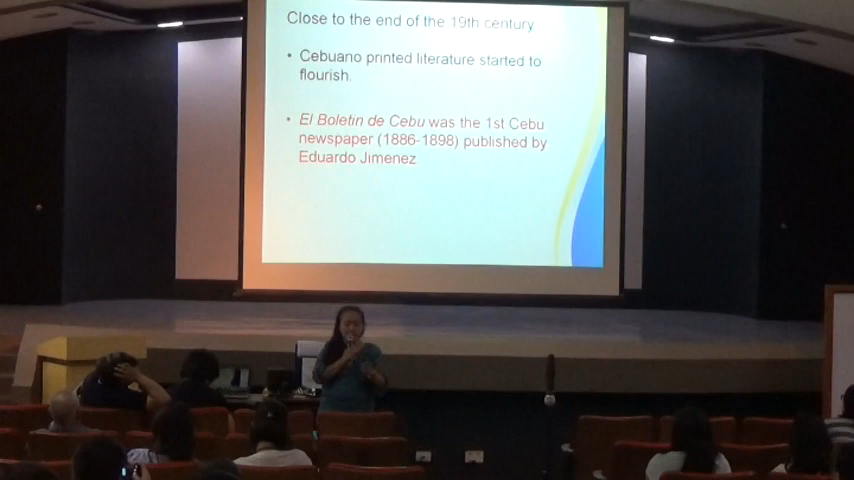 Close to the end of the 19th century
• Cebuano printed literature started to
flourish.
• El Boletin de Cebu was the 1st Cebu
newspaper (1886-1898) published by
Eduardo Jimenez